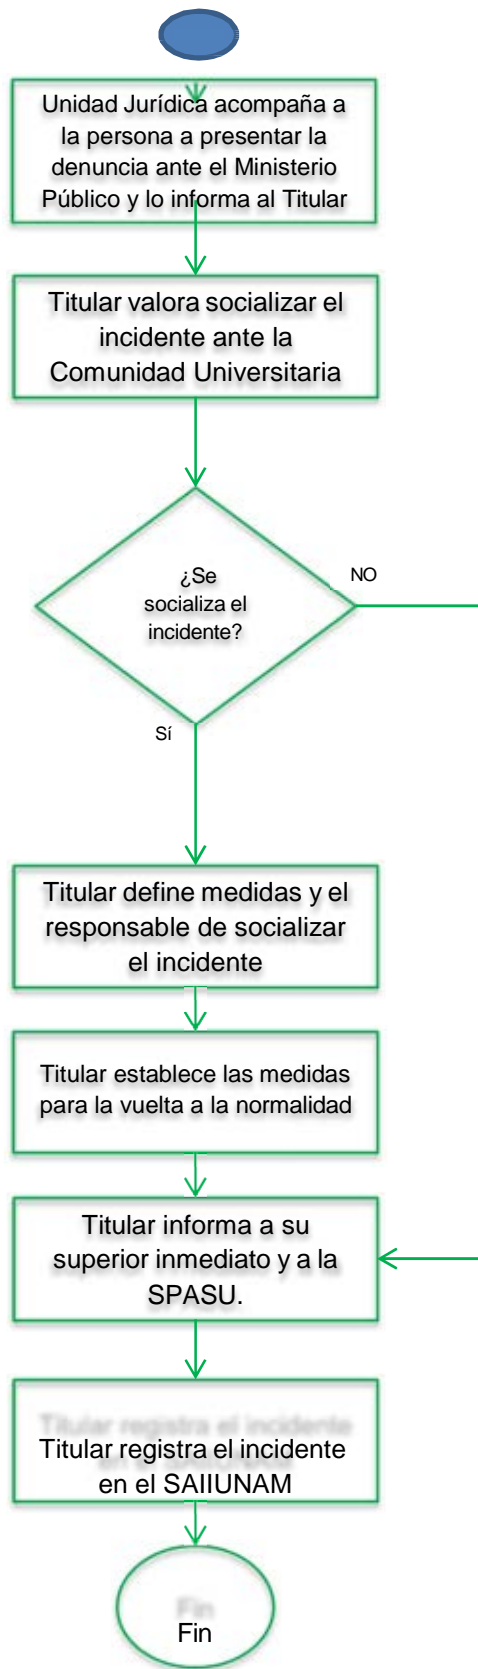 Unidad Jurídica acompaña a
la persona a presentar la
denuncia ante el Ministerio
Público y lo informa al Titular
Titular valora socializar el
incidente ante la
Comunidad Universitaria
¿Se
socializa el
incidente?
NO
Sí
Titular define medidas y el
responsable de socializar
el incidente
Titular establece las medidas
para la vuelta a la normalidad
Titular informa a su
superior inmediato y a la
SPASU.
Titular registra el incidente
en el SAIIUNAM
Fin